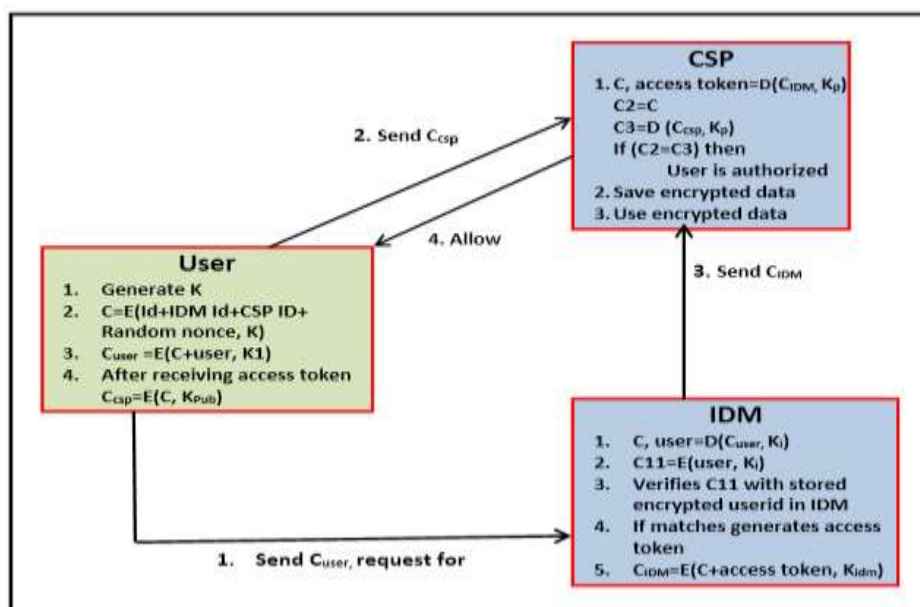 CSP
1. C, access token=D(CIDM, Kp)
C2=C
C3=D (Ccsp, Kp)
If (C2=C3) then
User is authorized
2. Save encrypted data
3. Use encrypted data
2. Send Ccsp
4. Allow
3. Send CIDM
User
1. Generate K
2. C=E(Id+IDM Id+CSP ID+
Random nonce, K)
3. Cuser =E(C+user, K1)
4. After receiving access token
Ccsp=E(C, KPub)
IDM
1. C, user=D(Cuser, Ki)
2. C11=E(user, Ki)
3. Verifies C11 with stored
encrypted userid in IDM
4. If matches generates access
token
5. CIDM=E(C+access token, Kidm)
1. Send Cuser, request for